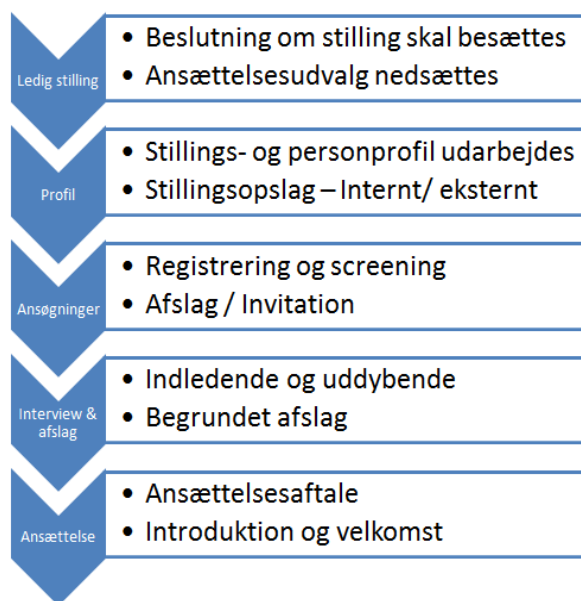 Ledig stilling
• Beslutning om stilling skal besættes
• Ansættelsesudvalg nedsættes
Profil
• Stillings- og personprofil udarbejdes
• Stillingsopslag – Internt/ eksternt
Ansøgninger
• Registrering og screening
• Afslag / Invitation
Interview &
afslag
• Indledende og uddybende
• Begrundet afslag
Ansættelse
• Ansættelsesaftale
• Introduktion og velkomst